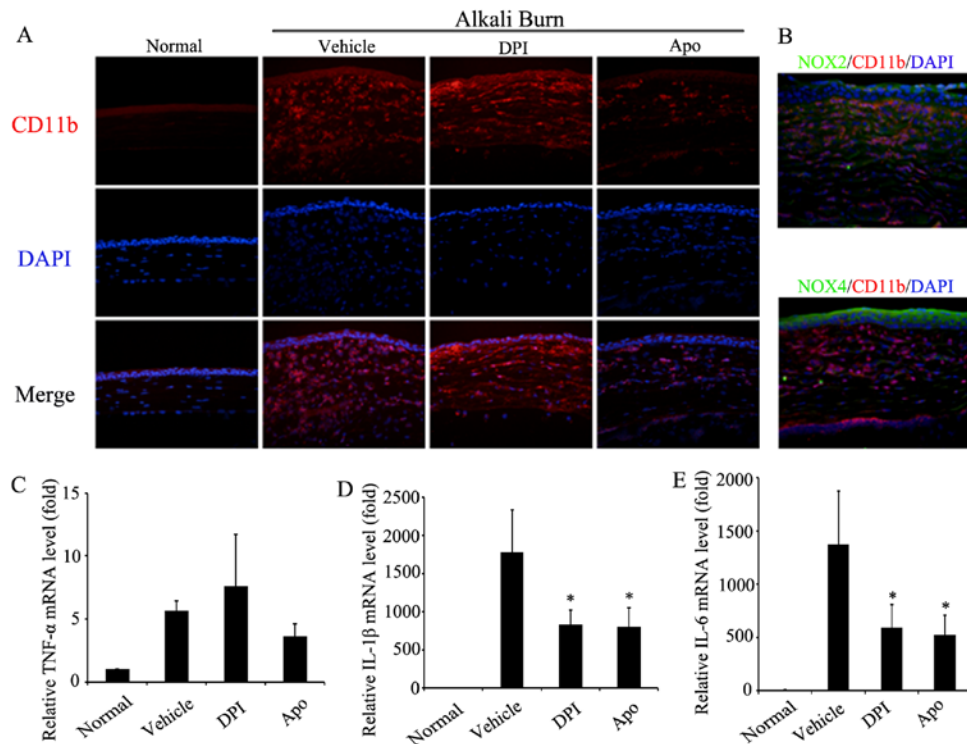 A
Alkali Burn
B
Normal
Vehicle
DPI
Apo
NOX2/CD11b/DAPI
CD11b
DAPI
Merge
NOX4/CD11b/DAPI
C
Relative TNF-α mRNA level (fold)
15
10
5
0
Normal
Vehicle
DPI
Apo
D
Relative IL-1β mRNA level (fold)
2500
2000
1500
1000
500
0
*
*
Normal
Vehicle
DPI
Apo
E
Relative IL-6 mRNA level (fold)
2000
1500
1000
500
0
*
*
Normal
Vehicle
DPI
Apo